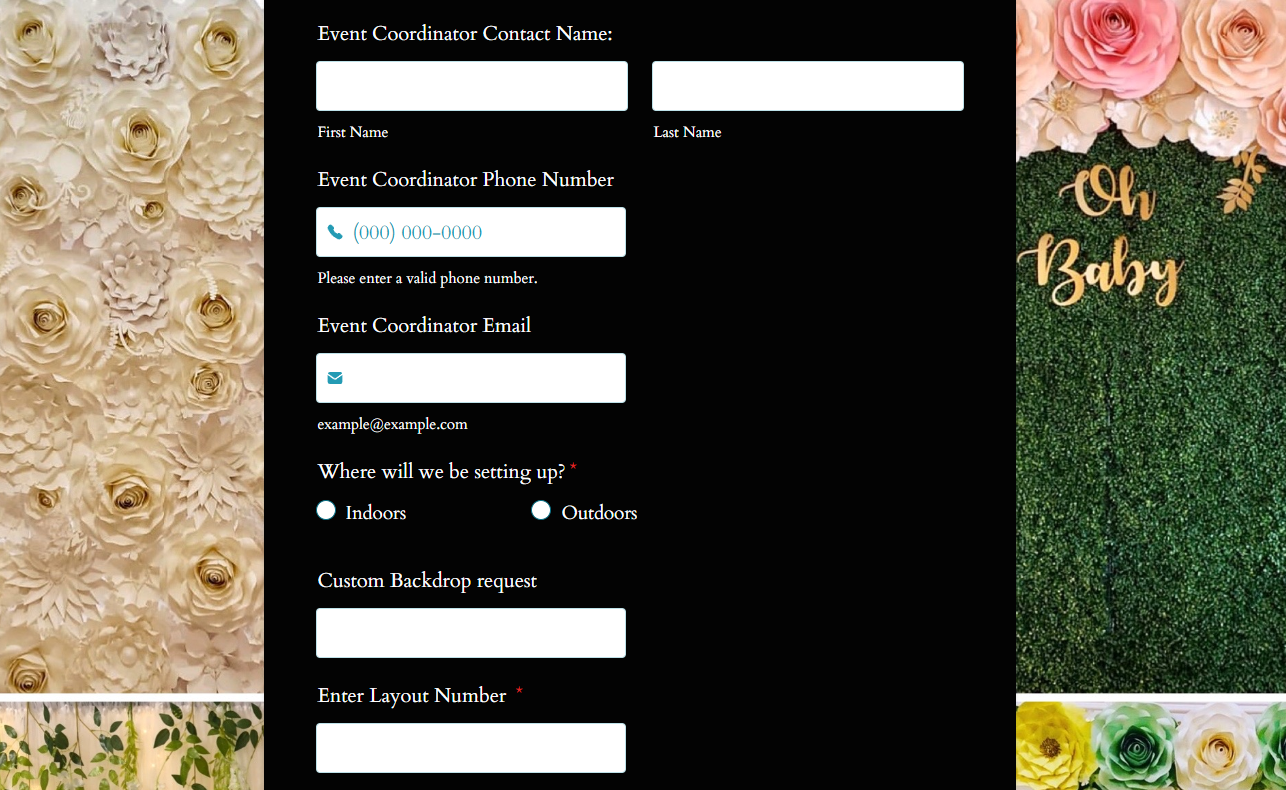 Event Coordinator Contact Name:
First Name
Last Name
Event Coordinator Phone Number
(000) 000-0000
Please enter a valid phone number.
Event Coordinator Email
example@example.com
Where will we be setting up? *
Indoors
Outdoors
Custom Backdrop request
Enter Layout Number *
Oh
Baby